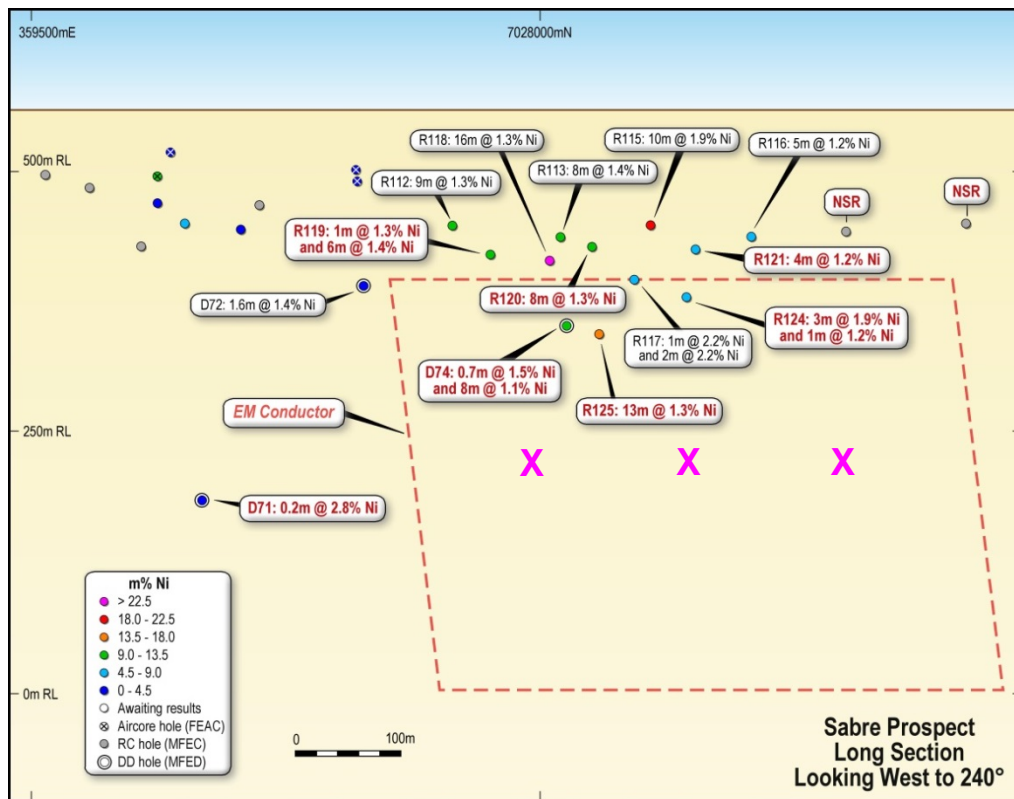 359500mE
7028000mN
500m RL
R118: 16m @ 1.3% Ni
R115: 10m @ 1.9% Ni
R116: 5m @ 1.2% Ni
R112: 9m @ 1.3% Ni
R113: 8m @ 1.4% Ni
NSR
NSR
R119: 1m @ 1.3% Ni
and 6m @ 1.4% Ni
R121: 4m @ 1.2% Ni
D72: 1.6m @ 1.4% Ni
R120: 8m @ 1.3% Ni
R117: 1m @ 2.2% Ni
and 2m @ 2.2% Ni
R124: 3m @ 1.9% Ni
and 1m @ 1.2% Ni
D74: 0.7m @ 1.5% Ni
and 8m @ 1.1% Ni
R125: 13m @ 1.3% Ni
EM Conductor
250m RL
X X X
D71: 0.2m @ 2.8% Ni
m% Ni
> 22.5
18.0 - 22.5
13.5 - 18.0
9.0 - 13.5
4.5 - 9.0
0 - 4.5
Awaiting results
Aircore hole (FEAC)
RC hole (MFEC)
DD hole (MFED)
0m RL
0 100m
Sabre Prospect
Long Section
Looking West to 240°